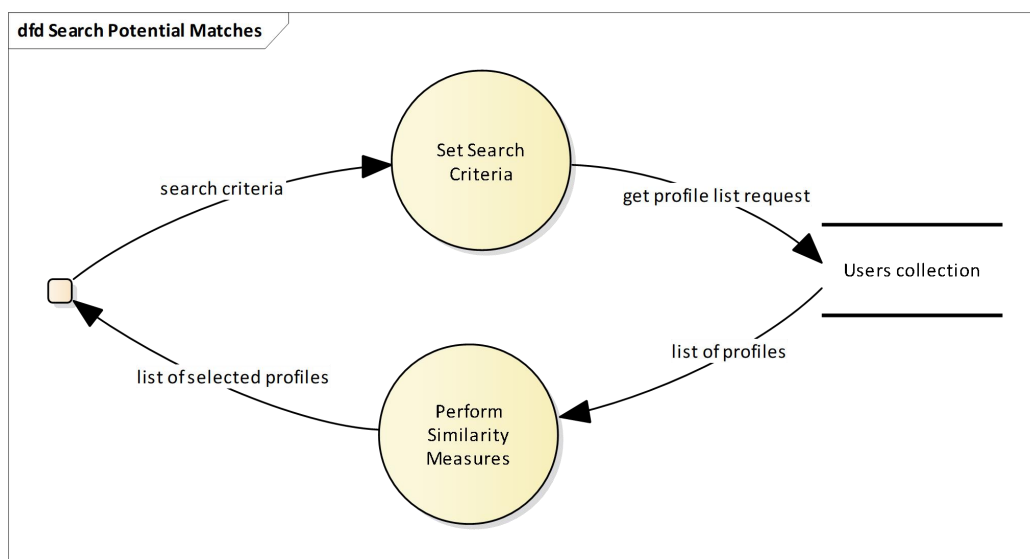 dfd Search Potential Matches
Set Search
Criteria
search criteria
get profile list request
Users collection
list of profiles
list of selected profiles
Perform
Similarity
Measures